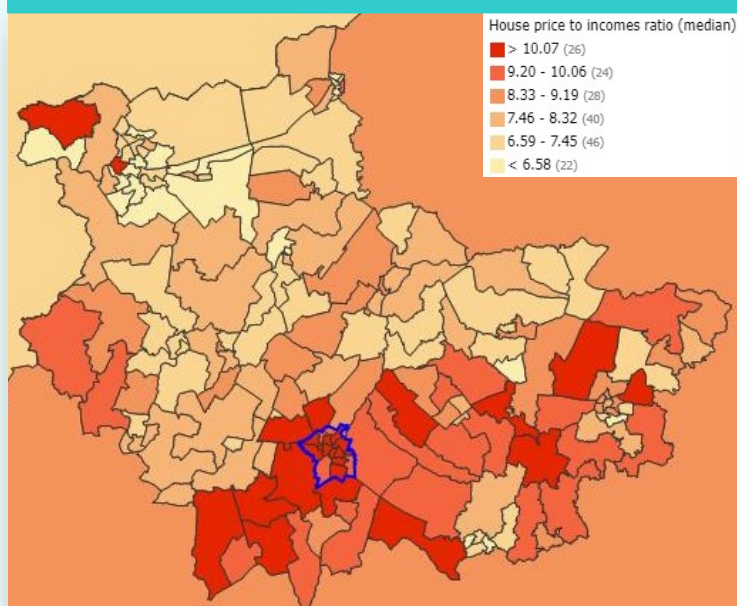 House price to incomes ratio (median)
> 10.07 (26)
9.20 - 10.06 (24)
8.33 - 9.19 (28)
7.46 - 8.32 (40)
6.59 - 7.45 (46)
< 6.58 (22)